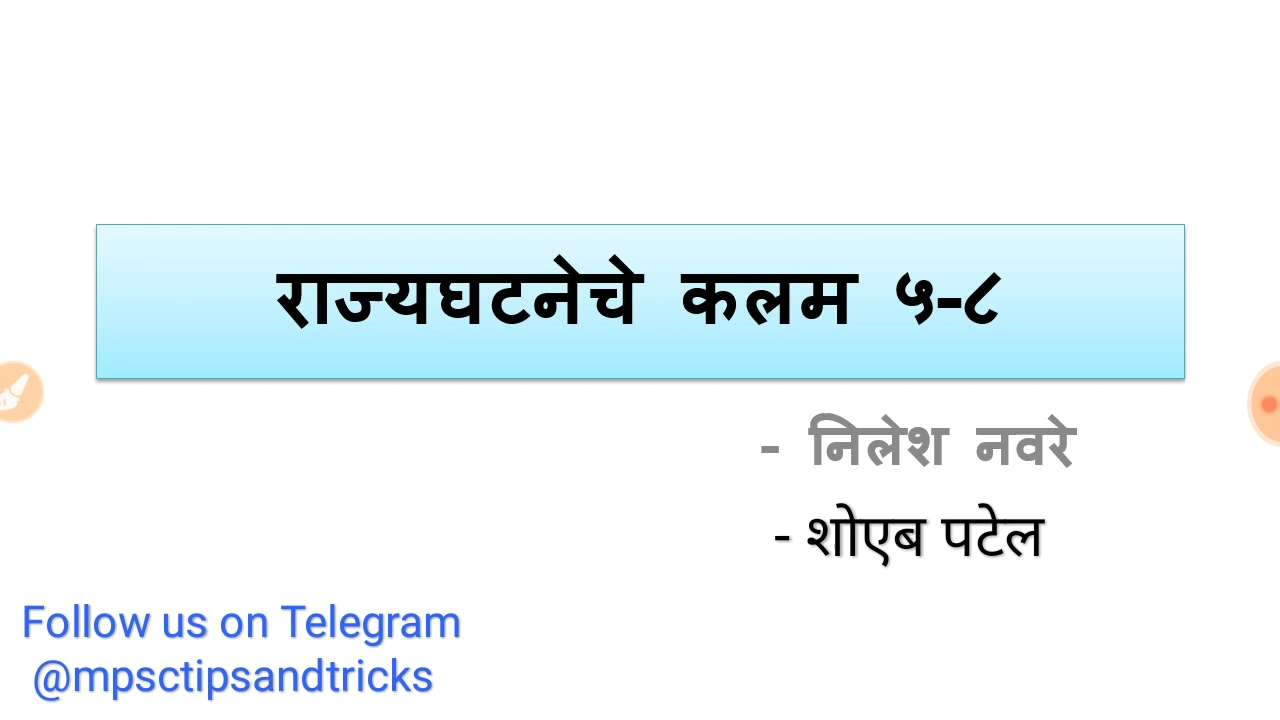 राज्यघटनेचे कलम ५-८
- निलेश नवरे
- शोएब पटेल
Follow us on Telegram
@mpsctipsandtricks